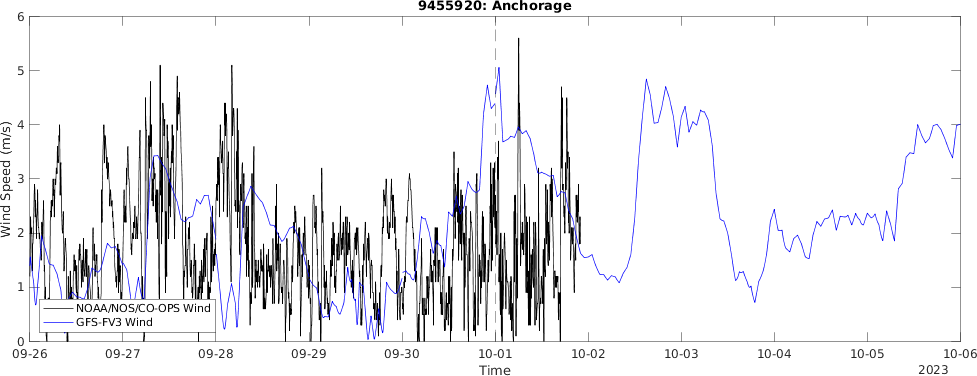 9455920: Anchorage
6
5
4
3
2
1
0
Wind Speed (m/s)
NOAA/NOS/CO-OPS Wind
GFS-FV3 Wind
09-26 09-27 09-28 09-29 09-30 10-01 10-02 10-03 10-04 10-05 10-06
Time
2023